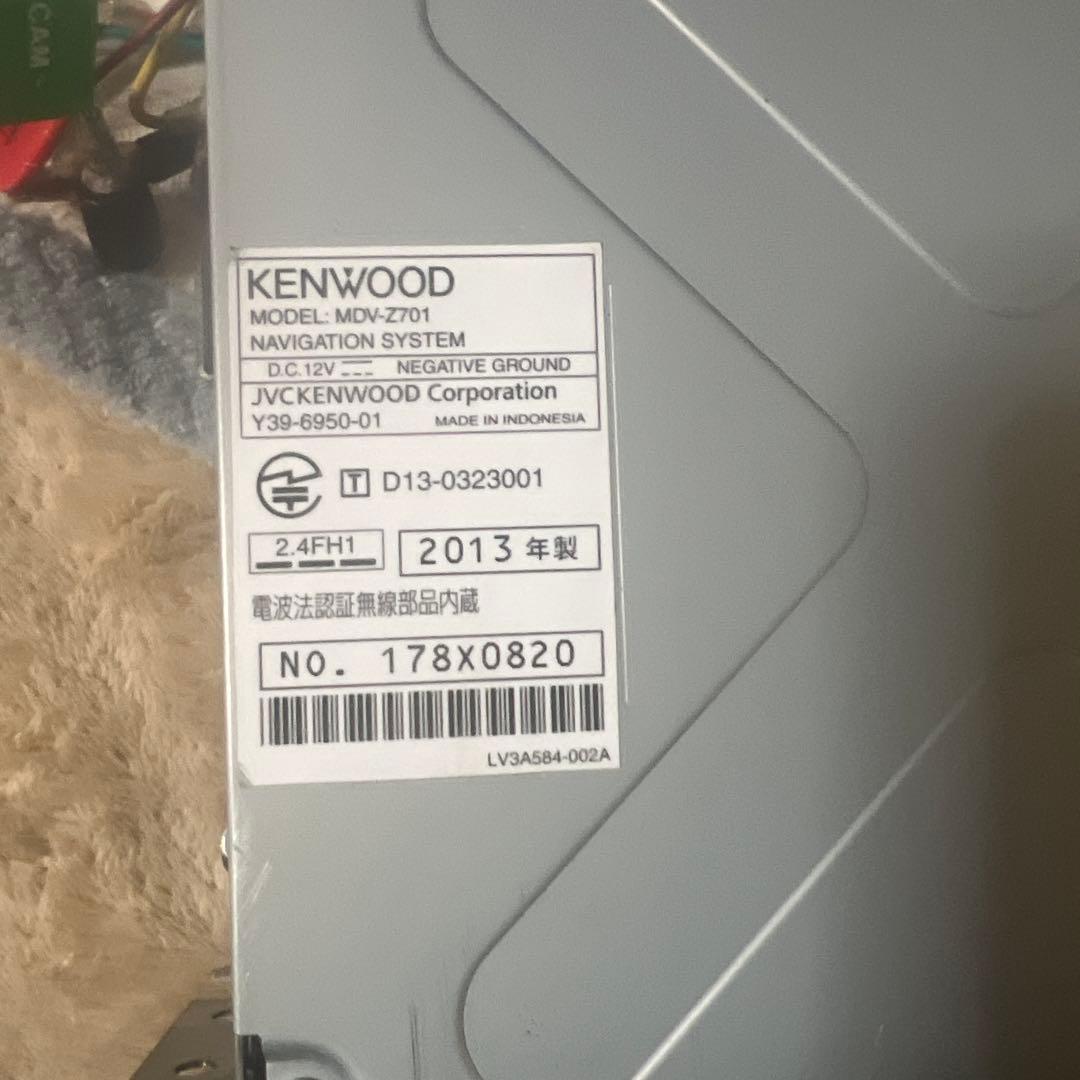 CAM
KENWOOD
MODEL: MDV-Z701
NAVIGATION SYSTEM
D.C.12V NEGATIVE GROUND
JVCKENWOOD Corporation
Y39-6950-01 MADE IN INDONESIA
T D13-0323001
2.4FH1
2013 年製
電波法認証無線部品内蔵
NO. 178X0820
LV3A584-002A